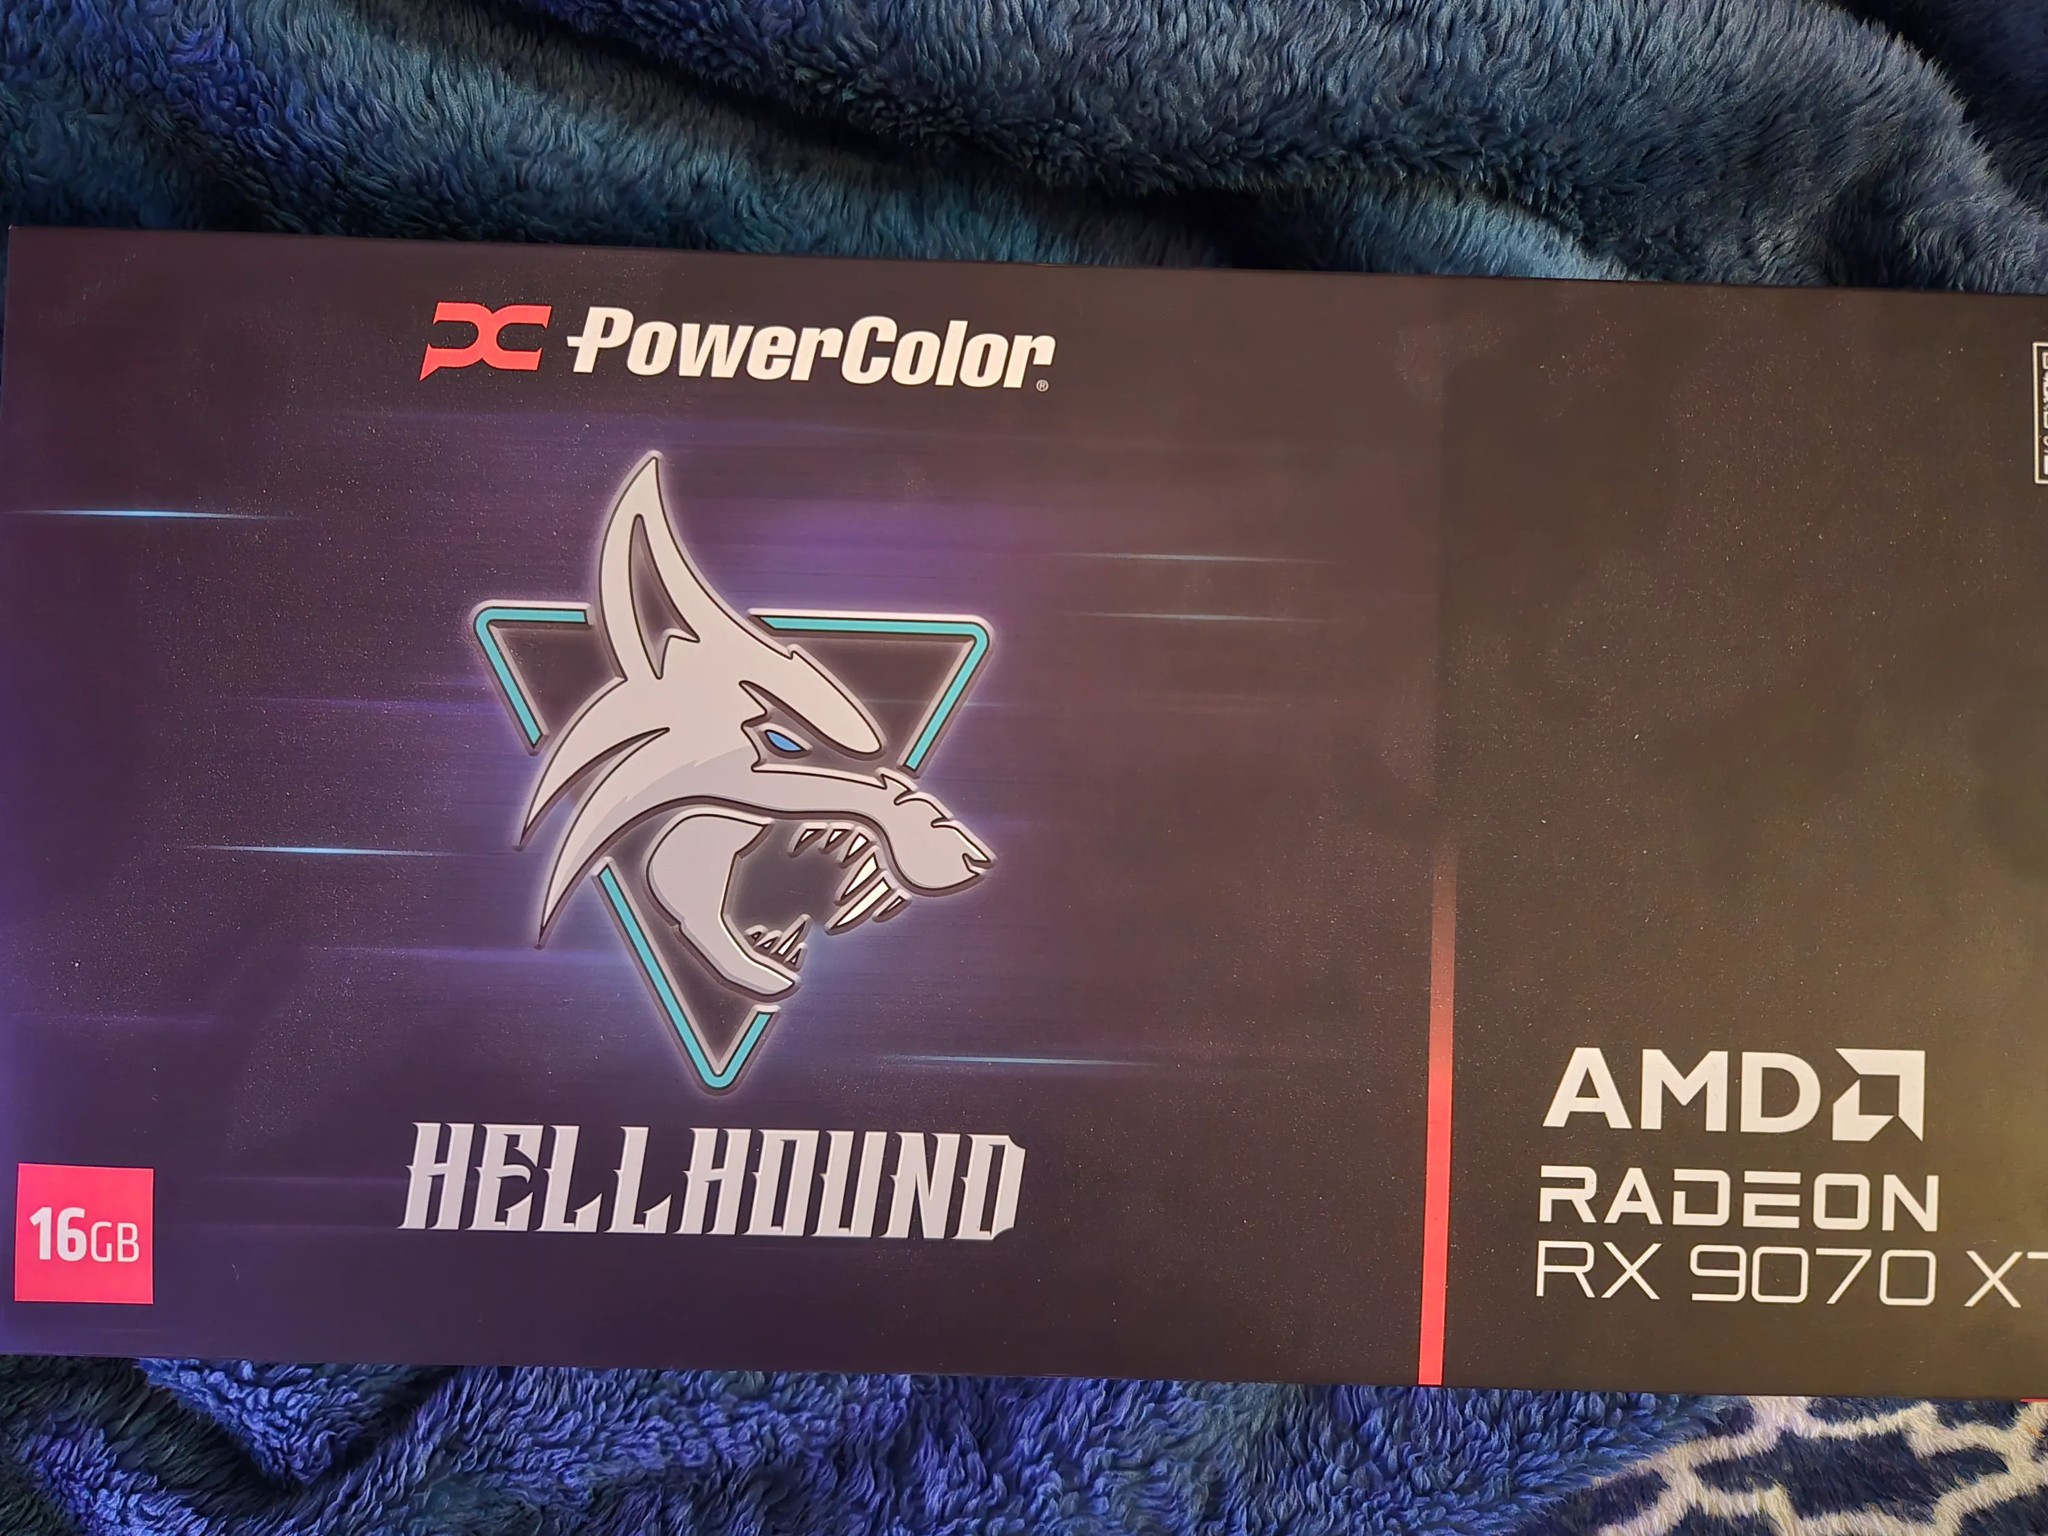 PowerColor®
HELLHOUND
16GB
AMD
RADEON
RX 9070 XT